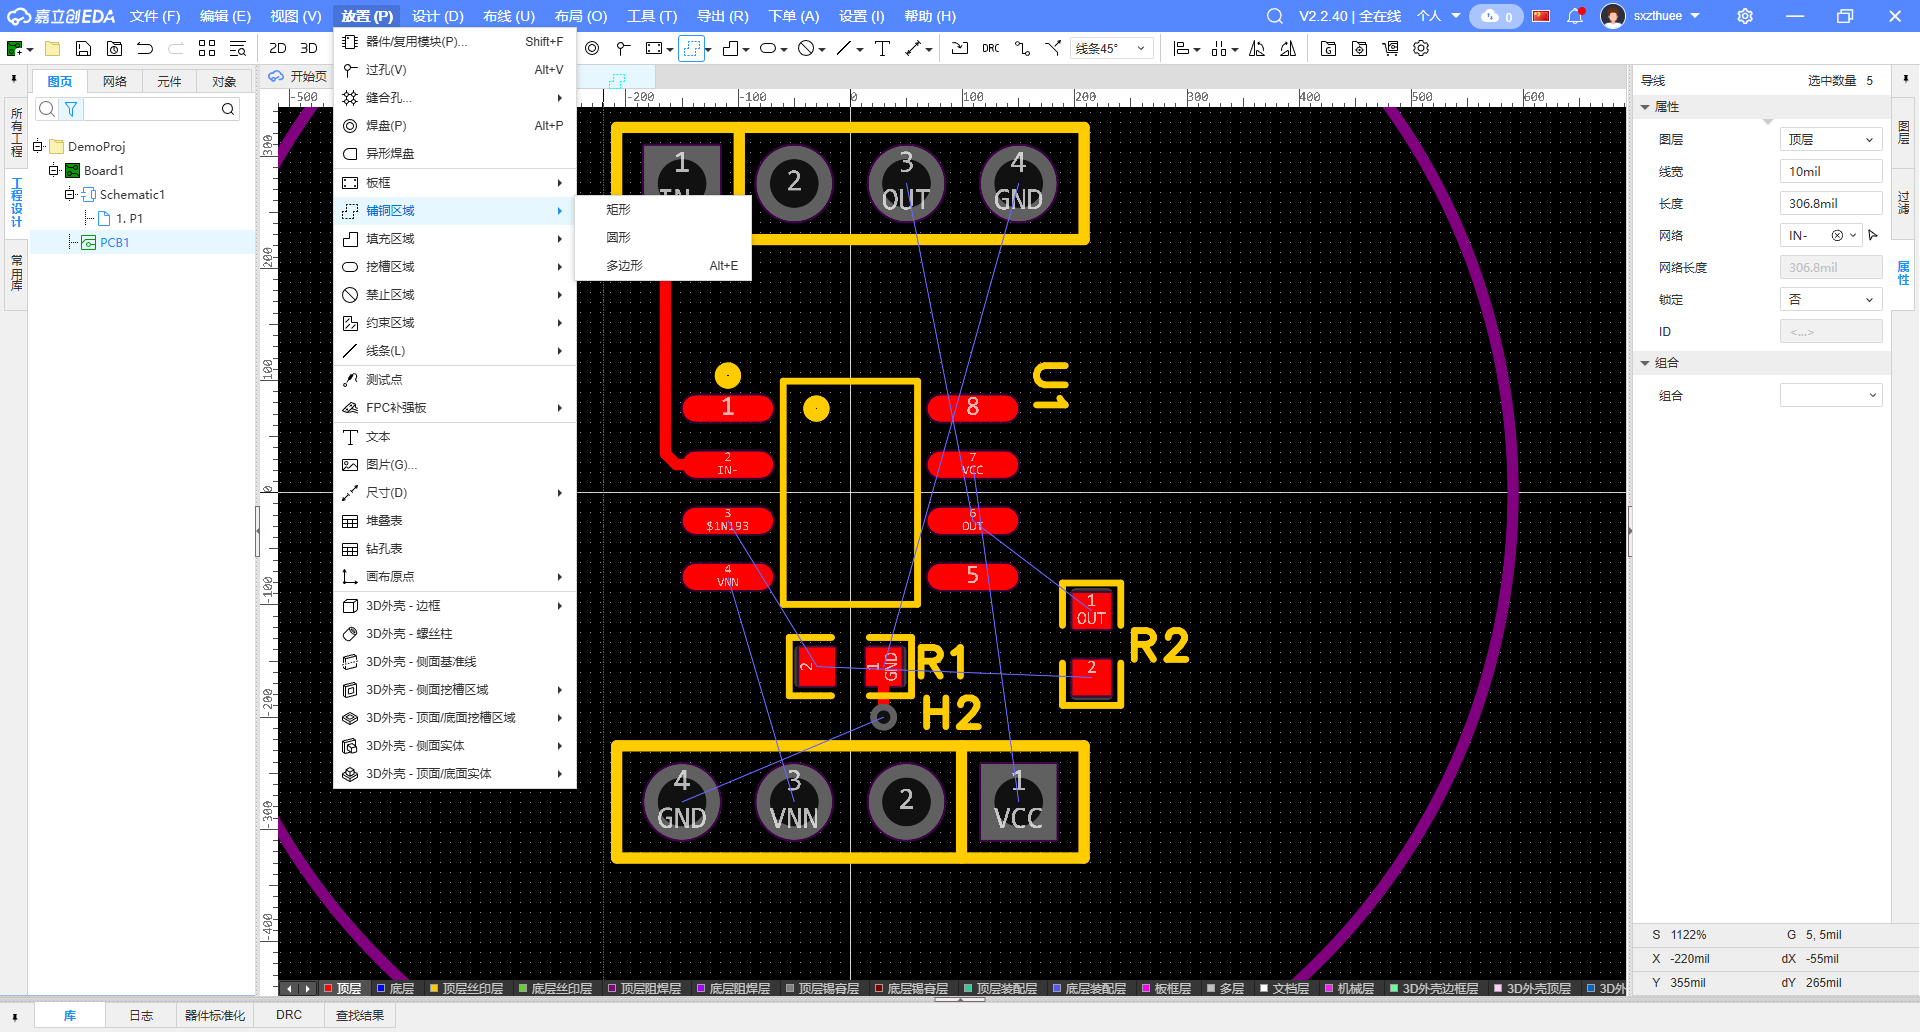 嘉立创EDA 文件 (F) 编辑 (E) 视图 (V) 放置 (P) 设计 (D) 布线 (U) 布局 (O) 工具 (T) 导出 (R) 下单 (A) 设置 (I) 帮助 (H) V2.2.40 | 全在线 个人 0 sxzthuee
2D 3D DRC 线条45°
图页 网络 元件 对象
开始页
所有工程
工程设计
常用库
DemoProj
Board1
Schematic1
1. P1
PCB1
器件/复用模块(P)... Shift+F
过孔(V) Alt+V
缝合孔...
焊盘(P) Alt+P
异形焊盘
板框
铺铜区域
填充区域
挖槽区域
禁止区域
约束区域
线条(L)
测试点
FPC补强板
文本
图片(G)...
尺寸(D)
堆叠表
钻孔表
画布原点
3D外壳 - 边框
3D外壳 - 螺丝柱
3D外壳 - 侧面基准线
3D外壳 - 侧面挖槽区域
3D外壳 - 顶面/底面挖槽区域
3D外壳 - 侧面实体
3D外壳 - 顶面/底面实体
矩形
圆形
多边形 Alt+E
-500 -200 -100 0 100 200 300 400 500 600
300
200
100
0
-100
-200
-300
-400
1
2
3
OUT
4
GND
U1
1
2
IN-
3
$1N193
4
VNN
8
7
VCC
6
OUT
5
2
1
GND
R1
H2
1
OUT
2
R2
4
GND
3
VNN
2
1
VCC
导线 选中数量 5
属性
图层 顶层
线宽 10mil
长度 306.8mil
网络 IN-
网络长度 306.8mil
锁定 否
ID <...>
组合
组合
图层
过滤
属性
S 1122% G 5, 5mil
X -220mil dX -55mil
Y 355mil dY 265mil
顶层 底层 顶层丝印层 底层丝印层 顶层阻焊层 底层阻焊层 顶层锡膏层 底层锡膏层 顶层装配层 底层装配层 板框层 多层 文档层 机械层 3D外壳边框层 3D外壳顶层 3D外
库 日志 器件标准化 DRC 查找结果